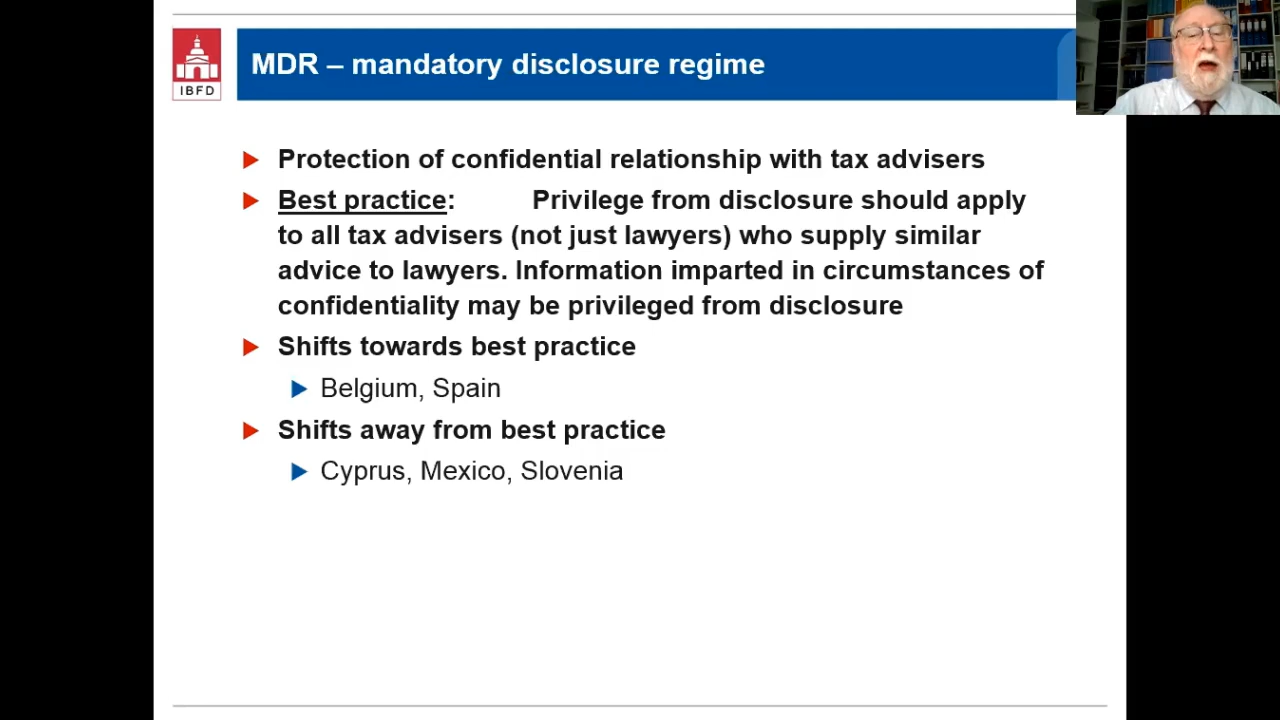 IBFD
MDR – mandatory disclosure regime
Protection of confidential relationship with tax advisers
Best practice: Privilege from disclosure should apply
to all tax advisers (not just lawyers) who supply similar
advice to lawyers. Information imparted in circumstances of
confidentiality may be privileged from disclosure
Shifts towards best practice
Belgium, Spain
Shifts away from best practice
Cyprus, Mexico, Slovenia